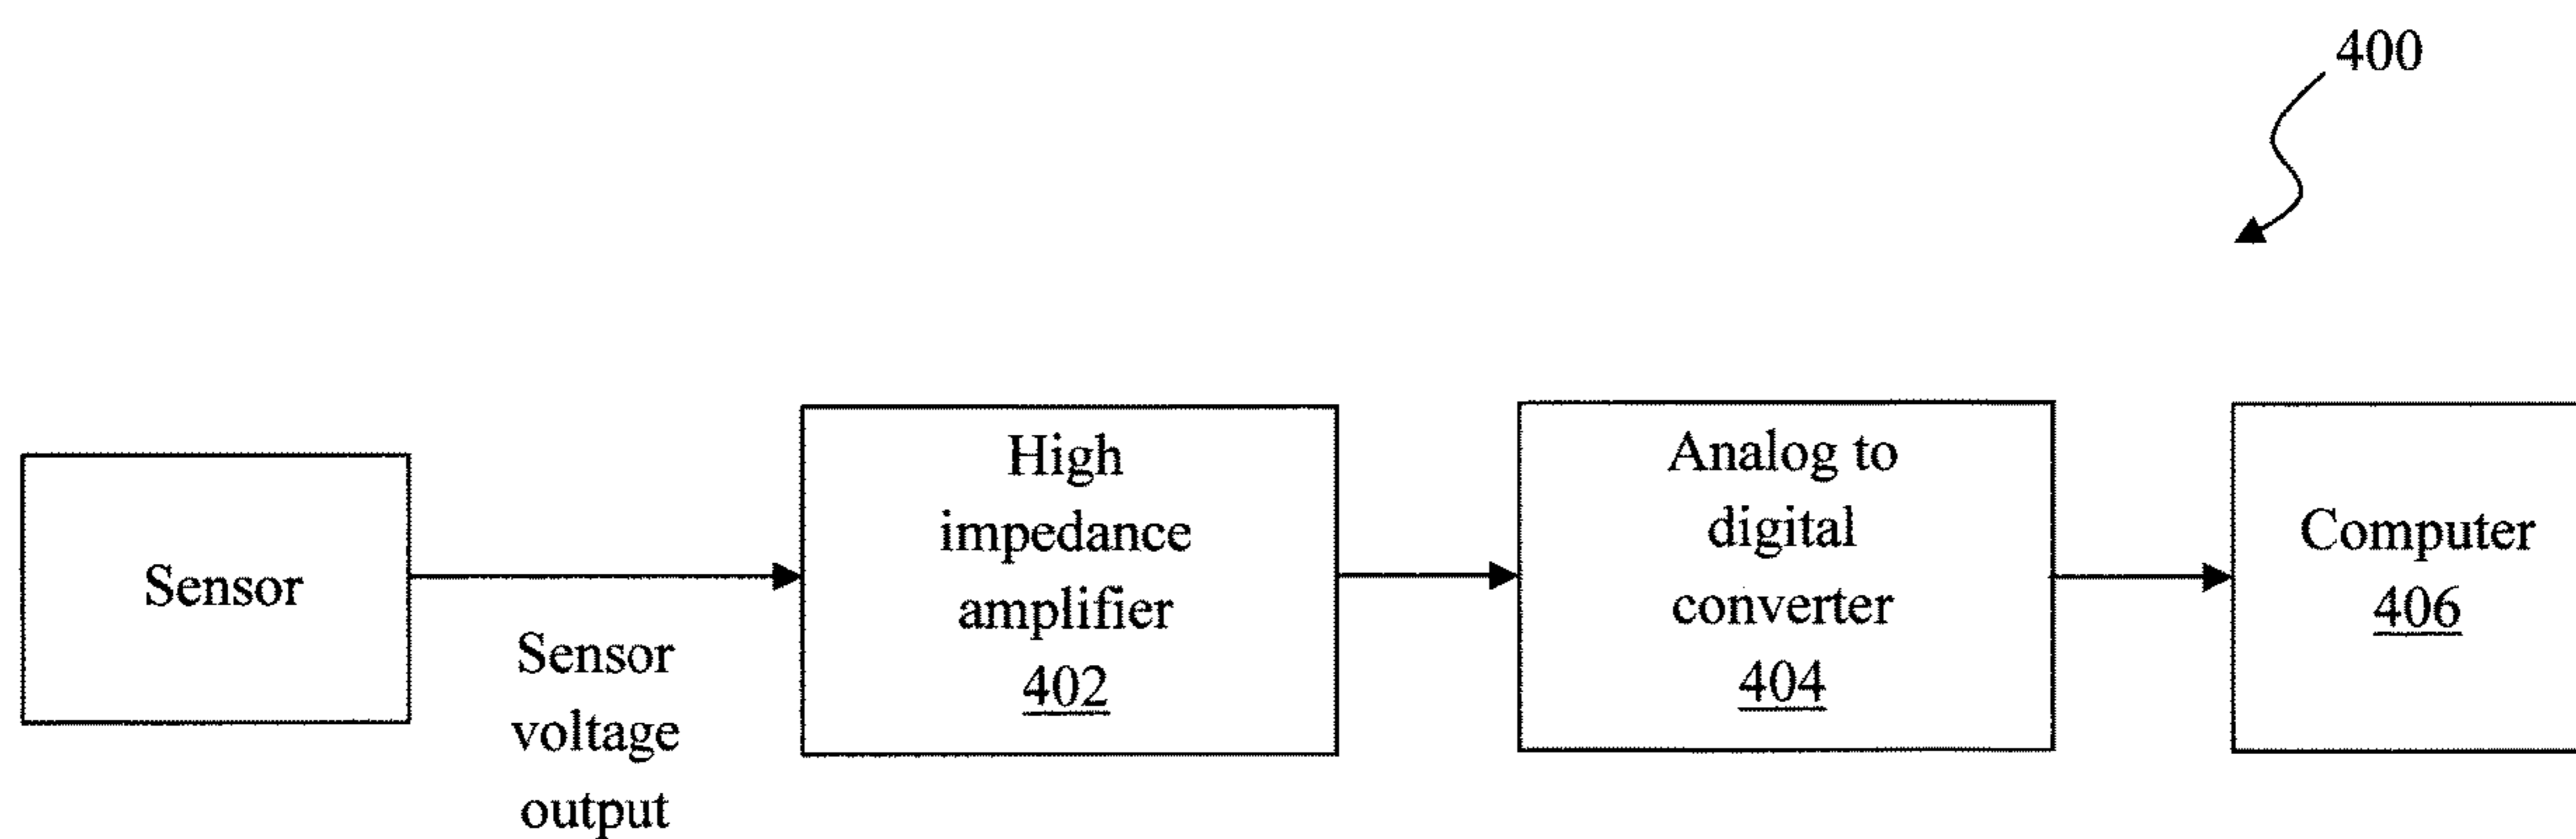 400
Sensor
Sensor
voltage
output
High
impedance
amplifier
402
Analog to
digital
converter
404
Computer
406